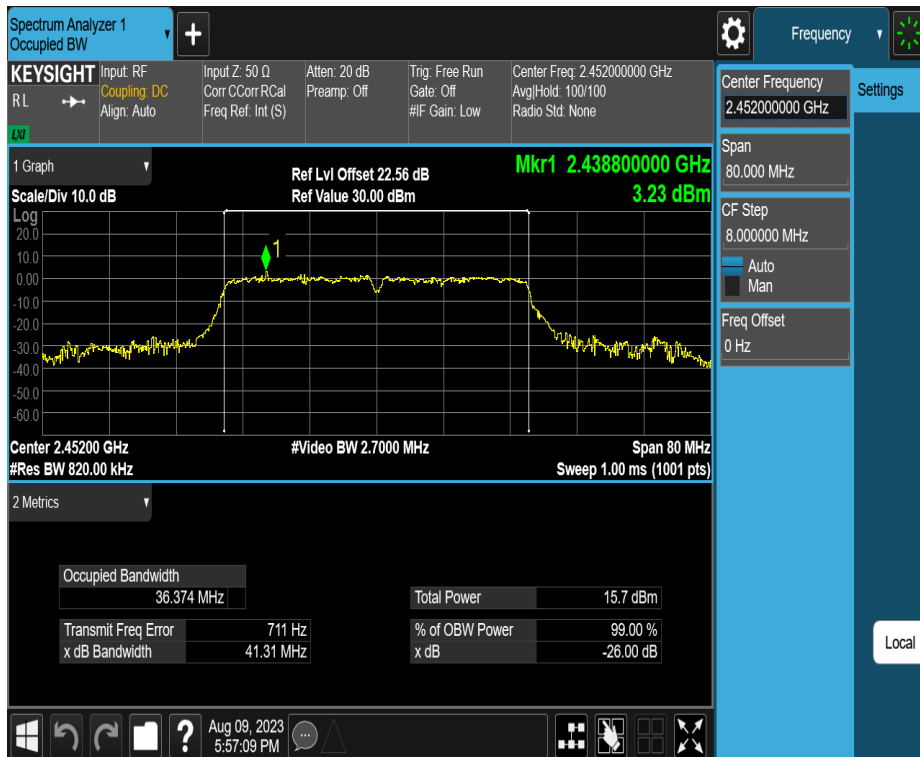 Spectrum Analyzer 1
Occupied BW
Frequency
KEYSIGHT
R L
LXI
Input: RF
Coupling: DC
Align: Auto
Input Z: 50 Ω
Corr CCorr RCal
Freq Ref: Int (S)
Atten: 20 dB
Preamp: Off
Trig: Free Run
Gate: Off
#IF Gain: Low
Center Freq: 2.452000000 GHz
Avg|Hold: 100/100
Radio Std: None
Center Frequency
2.452000000 GHz
Settings
Span
80.000 MHz
CF Step
8.000000 MHz
Auto
Man
Freq Offset
0 Hz
Local
1 Graph
Scale/Div 10.0 dB
Ref Lvl Offset 22.56 dB
Ref Value 30.00 dBm
Mkr1 2.438800000 GHz
3.23 dBm
Log
20.0
10.0
0.00
-10.0
-20.0
-30.0
-40.0
-50.0
-60.0
1
Center 2.45200 GHz
#Video BW 2.7000 MHz
Span 80 MHz
#Res BW 820.00 kHz
Sweep 1.00 ms (1001 pts)
2 Metrics
Occupied Bandwidth
36.374 MHz
Total Power 15.7 dBm
Transmit Freq Error 711 Hz
% of OBW Power 99.00 %
x dB Bandwidth 41.31 MHz
x dB -26.00 dB
?
Aug 09, 2023
5:57:09 PM